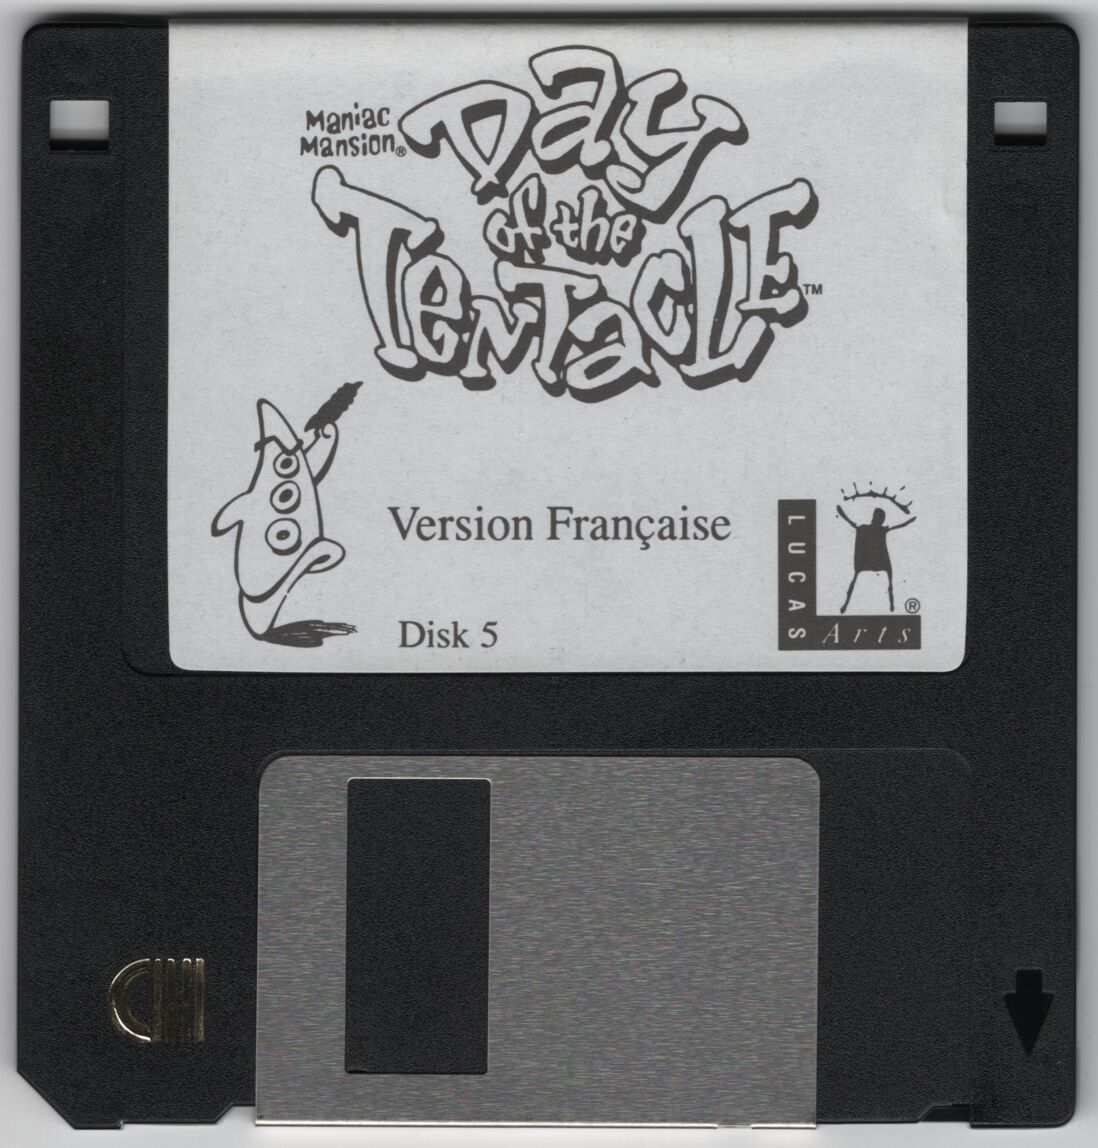 Maniac
Mansion®
Day
of the
Tentacle™
Version Française
Disk 5
LUCAS
Arts®